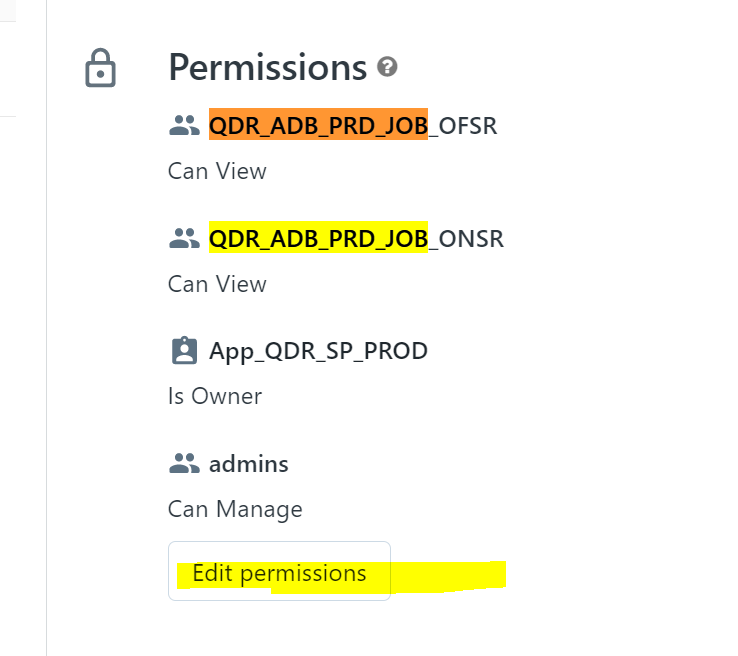 Permissions
QDR_ADB_PRD_JOB_OFSR
Can View
QDR_ADB_PRD_JOB_ONSR
Can View
App_QDR_SP_PROD
Is Owner
admins
Can Manage
Edit permissions